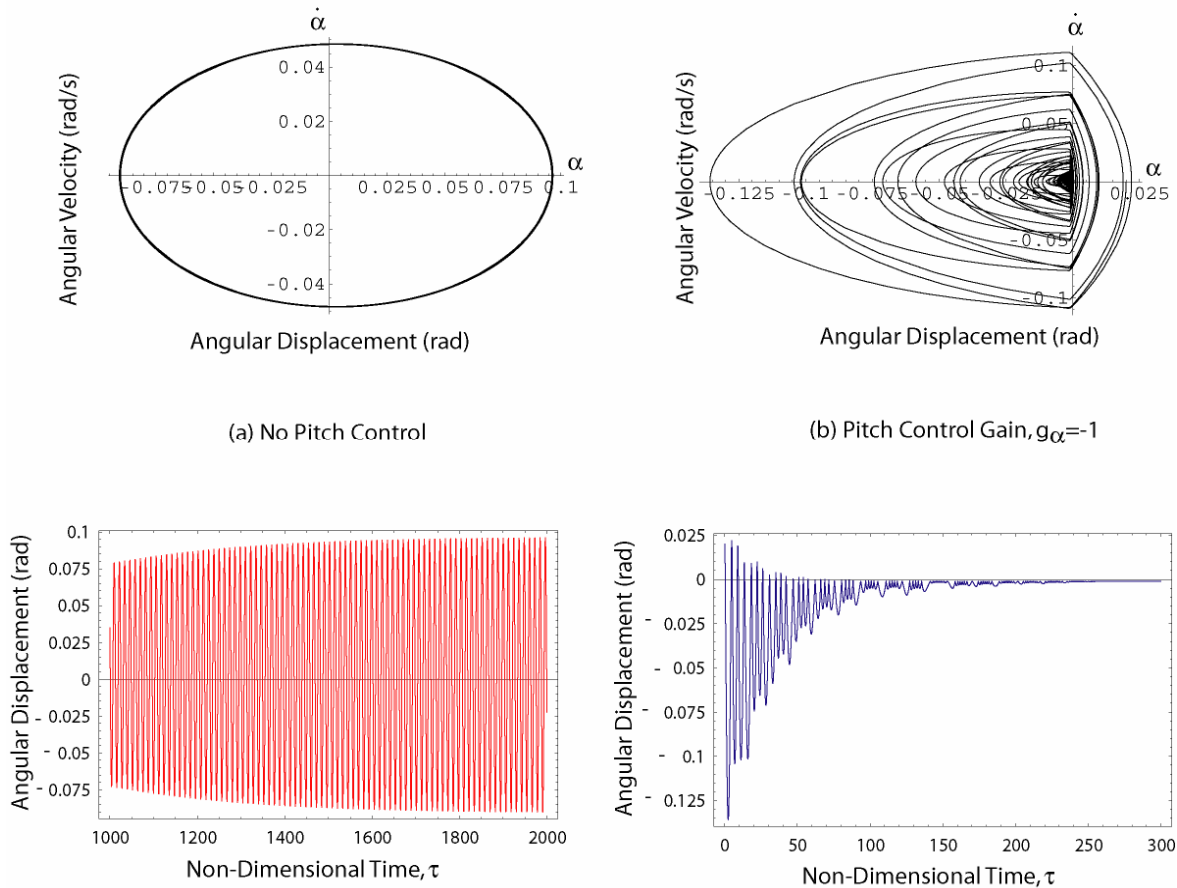 α̇
0.04
0.02
α
-0.075 0.05 0.025
0.025 0.05 0.075 0.1
-0.02
-0.04
Angular Velocity (rad/s)
Angular Displacement (rad)
(a) No Pitch Control
α̇
0.1
0.05
α
-0.125 -0.1 -0.075 -0.05 -0.025
0.025
-0.05
-0.1
Angular Velocity (rad/s)
Angular Displacement (rad)
(b) Pitch Control Gain, gα=-1
0.1
0.075
0.05
0.025
0
- 0.025
- 0.05
- 0.075
Angular Displacement (rad)
1000 1200 1400 1600 1800 2000
Non-Dimensional Time, τ
0.025
0
- 0.025
- 0.05
- 0.075
- 0.1
- 0.125
Angular Displacement (rad)
0 50 100 150 200 250 300
Non-Dimensional Time, τ